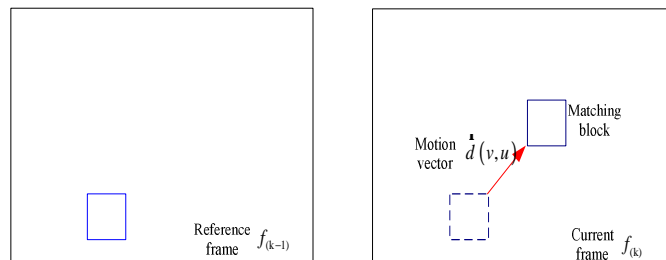 Reference
frame f(k−1)
Matching
block
Motion
vector d(v,u)
Current
frame f(k)